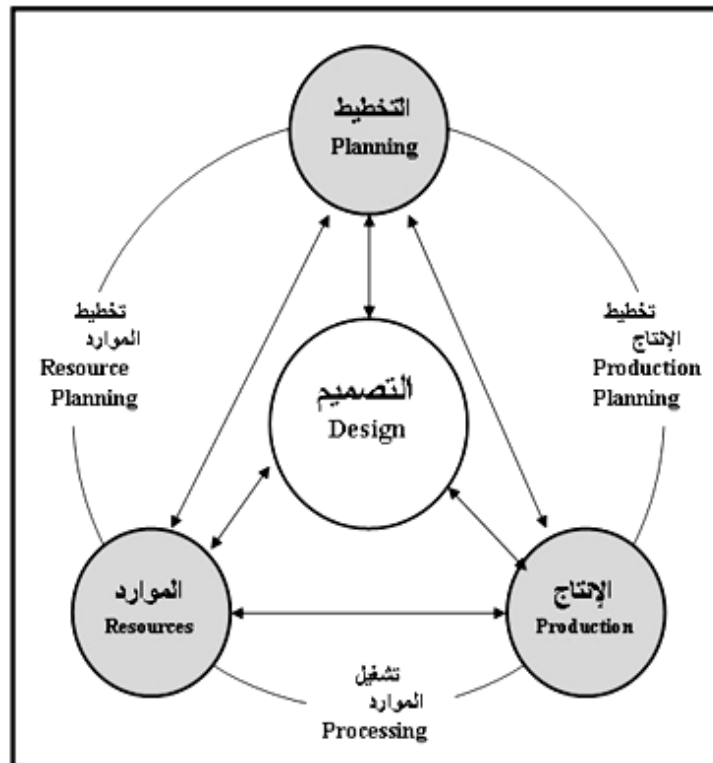 التخطيط
Planning
تخطيط
الموارد
Resource
Planning
تخطيط
الإنتاج
Production
Planning
التصميم
Design
الموارد
Resources
الإنتاج
Production
تشغيل
الموارد
Processing